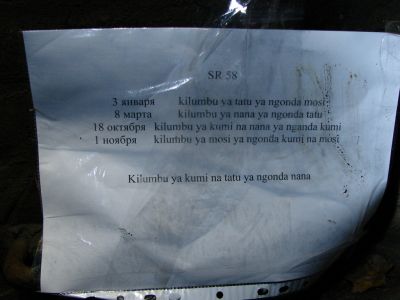 SR 58
3 января kilumbu ya tatu ya ngonda mosi
8 марта kilumbu ya nana ya ngonda tatu
18 октября kilumbu ya kumi na nana ya nganda kumi
1 ноября kilumbu ya mosi ya ngonda kumi na mosi
Kilumbu ya kumi na tatu ya ngonda nana